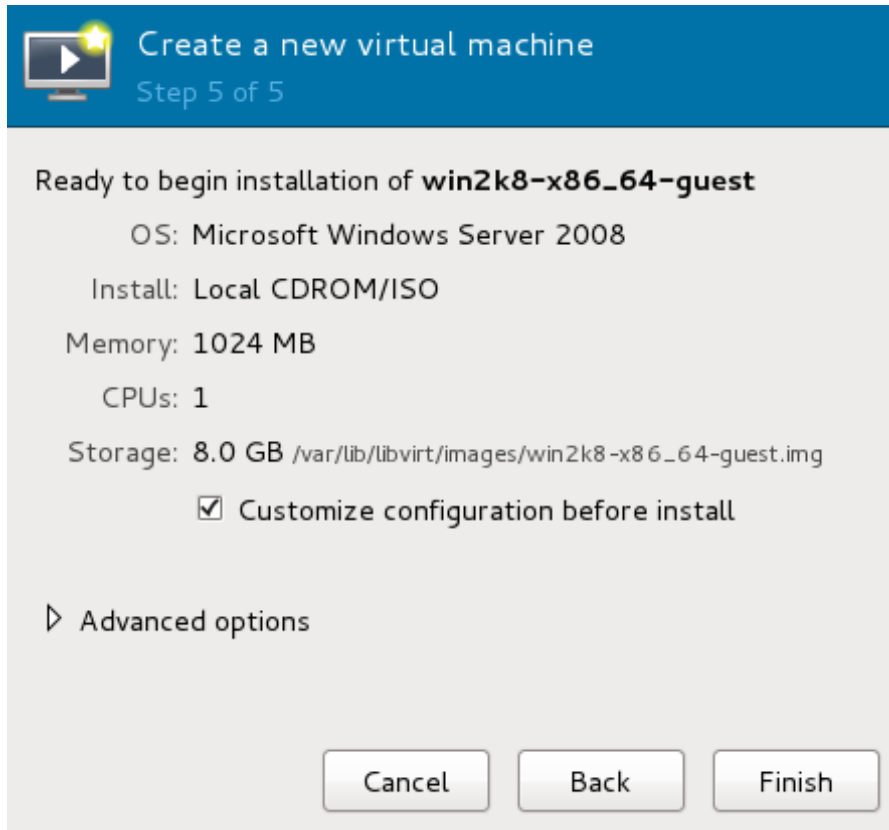 Create a new virtual machine
Step 5 of 5
Ready to begin installation of win2k8-x86_64-guest
OS: Microsoft Windows Server 2008
Install: Local CDROM/ISO
Memory: 1024 MB
CPUs: 1
Storage: 8.0 GB /var/lib/libvirt/images/win2k8-x86_64-guest.img
Customize configuration before install
Advanced options
Cancel Back Finish